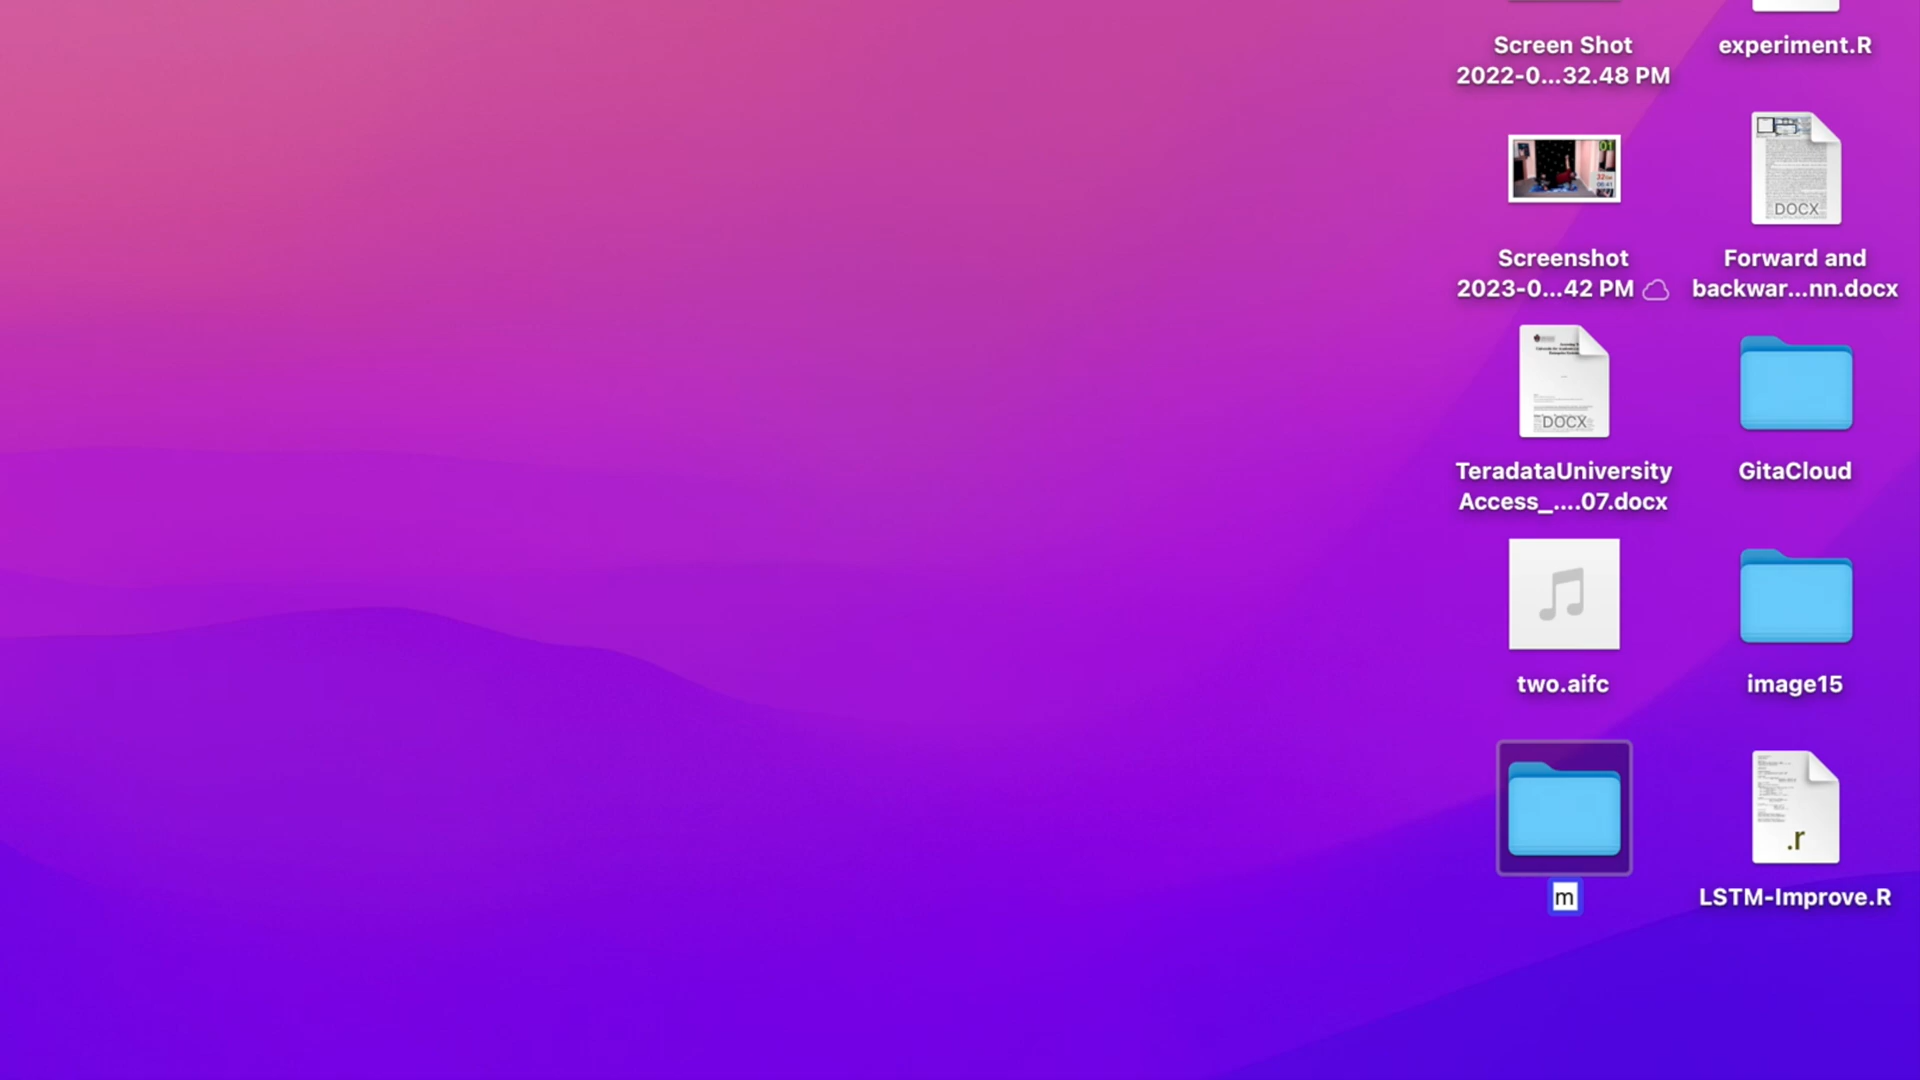 Screen Shot
2022-0...32.48 PM
experiment.R
Screenshot
2023-0...42 PM
DOCX
Forward and
backwar...nn.docx
DOCX
TeradataUniversity
Access_....07.docx
GitaCloud
two.aifc
image15
m
.r
LSTM-Improve.R